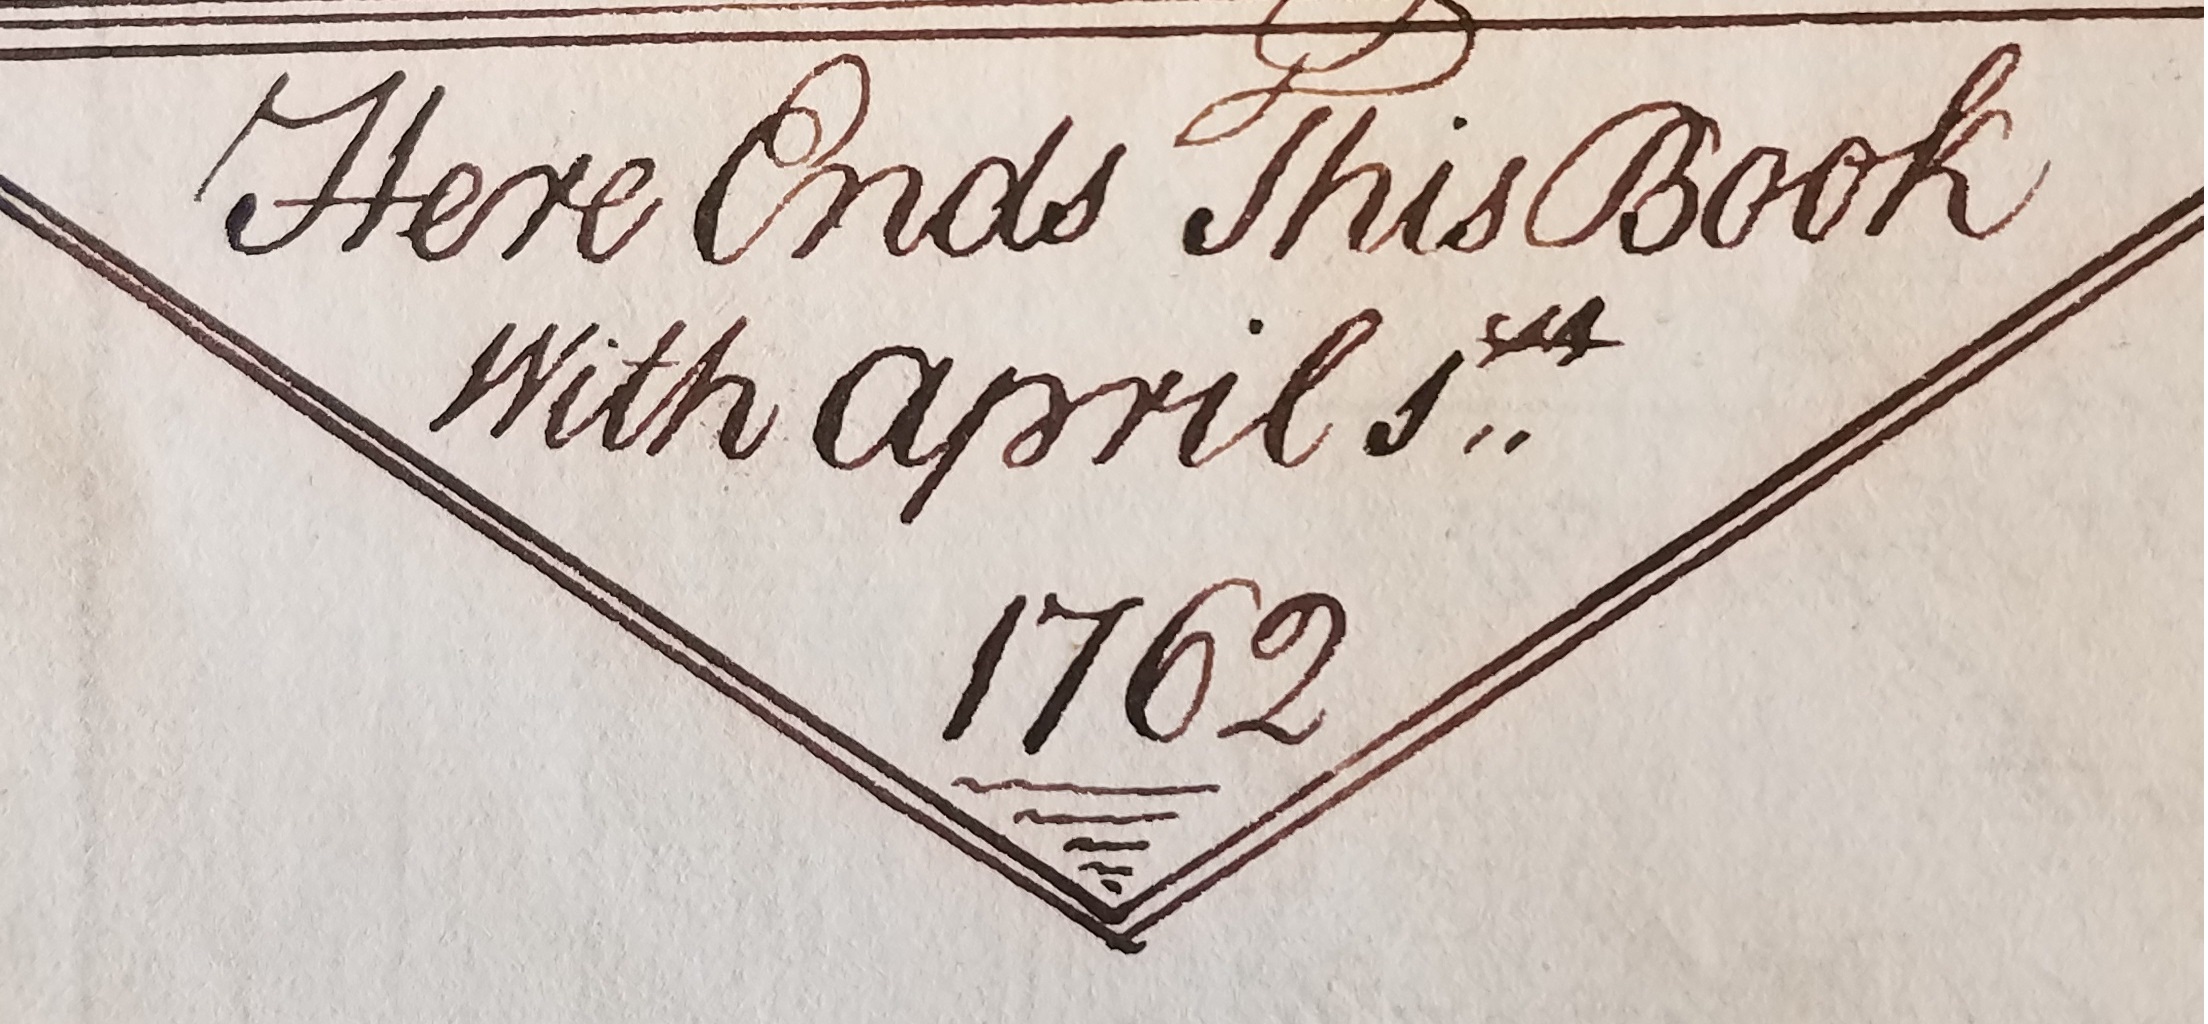 Here Ends This Book
With April 1st..
1762